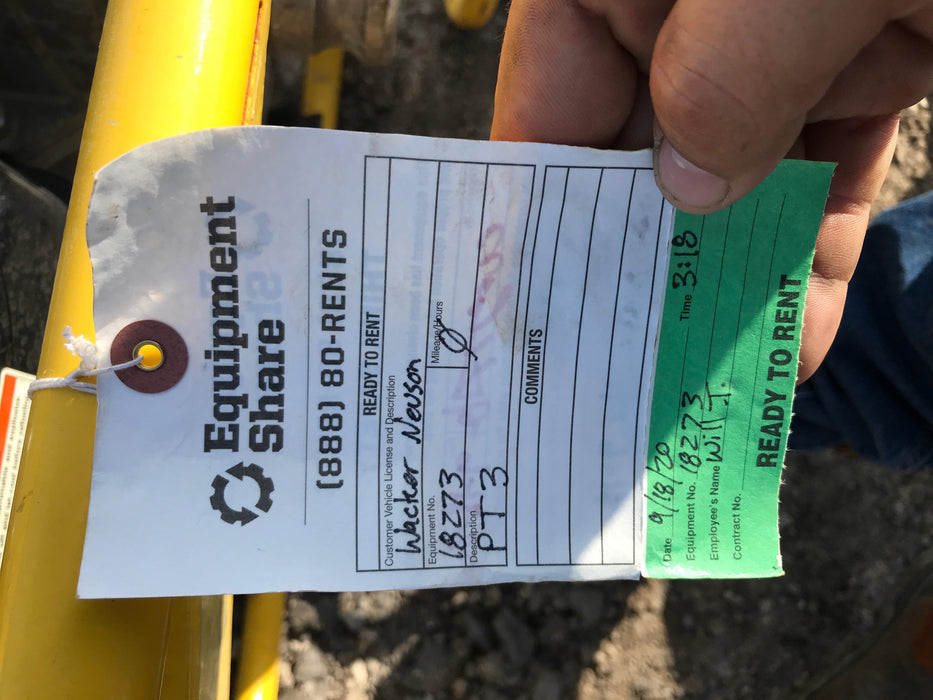 Equipment
Share
(888) 80-RENTS
READY TO RENT
Customer Vehicle License and Description
Wacker Neuson
Equipment No. Mileage/Hours
18273 0
Description
PT3
COMMENTS
Date 9/18/20 Time 3:18
Equipment No. 18273
Employee's Name Will T.
Contract No.
READY TO RENT